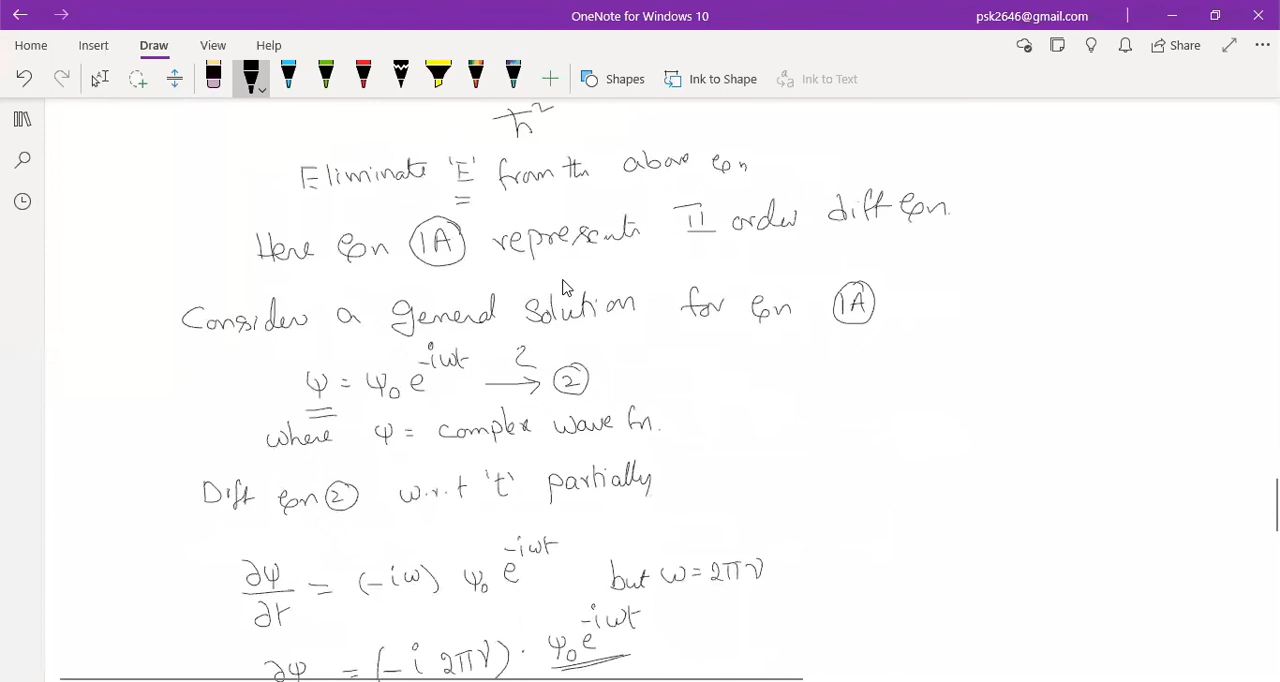 OneNote for Windows 10
psk2646@gmail.com
Home Insert Draw View Help
Share
Shapes Ink to Shape Ink to Text
ħ²
Eliminate 'E' from th above eqn
Here eqn 1A represents II order diff eqn.
Consider a general solution for eqn 1A
ψ = ψ₀ e^-iωt → 2
where ψ = complex wave fn.
Diff eqn 2 w.r.t 't' partially
∂ψ/∂t = (-iω) ψ₀ e^-iωt but ω = 2πν
∂ψ = (-i 2πν) · ψ₀ e^-iωt